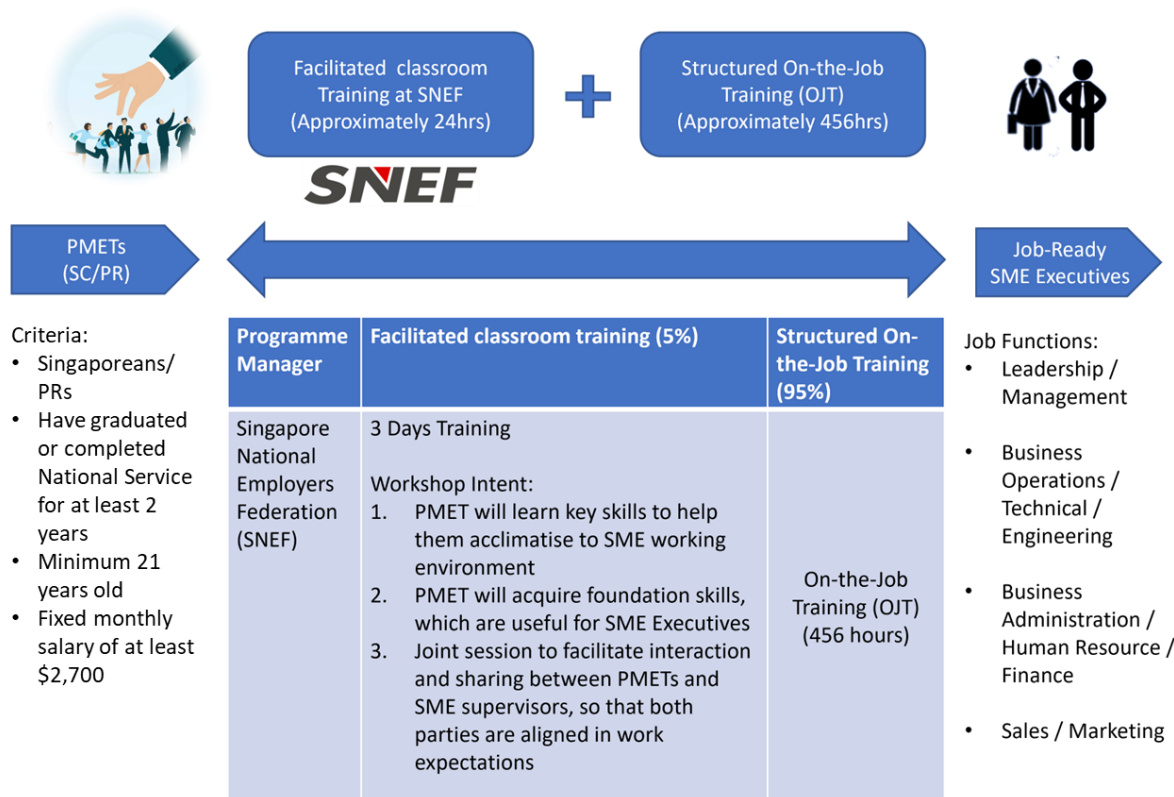 Facilitated classroom
Training at SNEF
(Approximately 24hrs)
Structured On-the-Job
Training (OJT)
(Approximately 456hrs)
SNEF
PMETs
(SC/PR)
Job-Ready
SME Executives
Criteria:
• Singaporeans/
PRs
• Have graduated
or completed
National Service
for at least 2
years
• Minimum 21
years old
• Fixed monthly
salary of at least
$2,700
Programme
Manager
Facilitated classroom training (5%)
Structured On-
the-Job Training
(95%)
Singapore
National
Employers
Federation
(SNEF)
3 Days Training
Workshop Intent:
1. PMET will learn key skills to help
them acclimatise to SME working
environment
2. PMET will acquire foundation skills,
which are useful for SME Executives
3. Joint session to facilitate interaction
and sharing between PMETs and
SME supervisors, so that both
parties are aligned in work
expectations
On-the-Job
Training (OJT)
(456 hours)
Job Functions:
• Leadership /
Management
• Business
Operations /
Technical /
Engineering
• Business
Administration /
Human Resource /
Finance
• Sales / Marketing